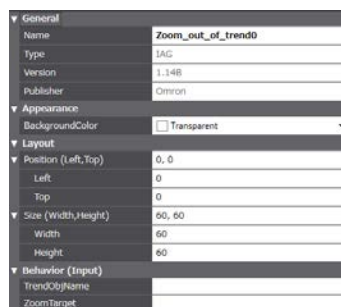 General
Name Zoom_out_of_trend0
Type IAG
Version 1.14B
Publisher Omron
Appearance
BackgroundColor Transparent
Layout
Position (Left,Top) 0, 0
Left 0
Top 0
Size (Width,Height) 60, 60
Width 60
Height 60
Behavior (Input)
TrendObjName
ZoomTarget